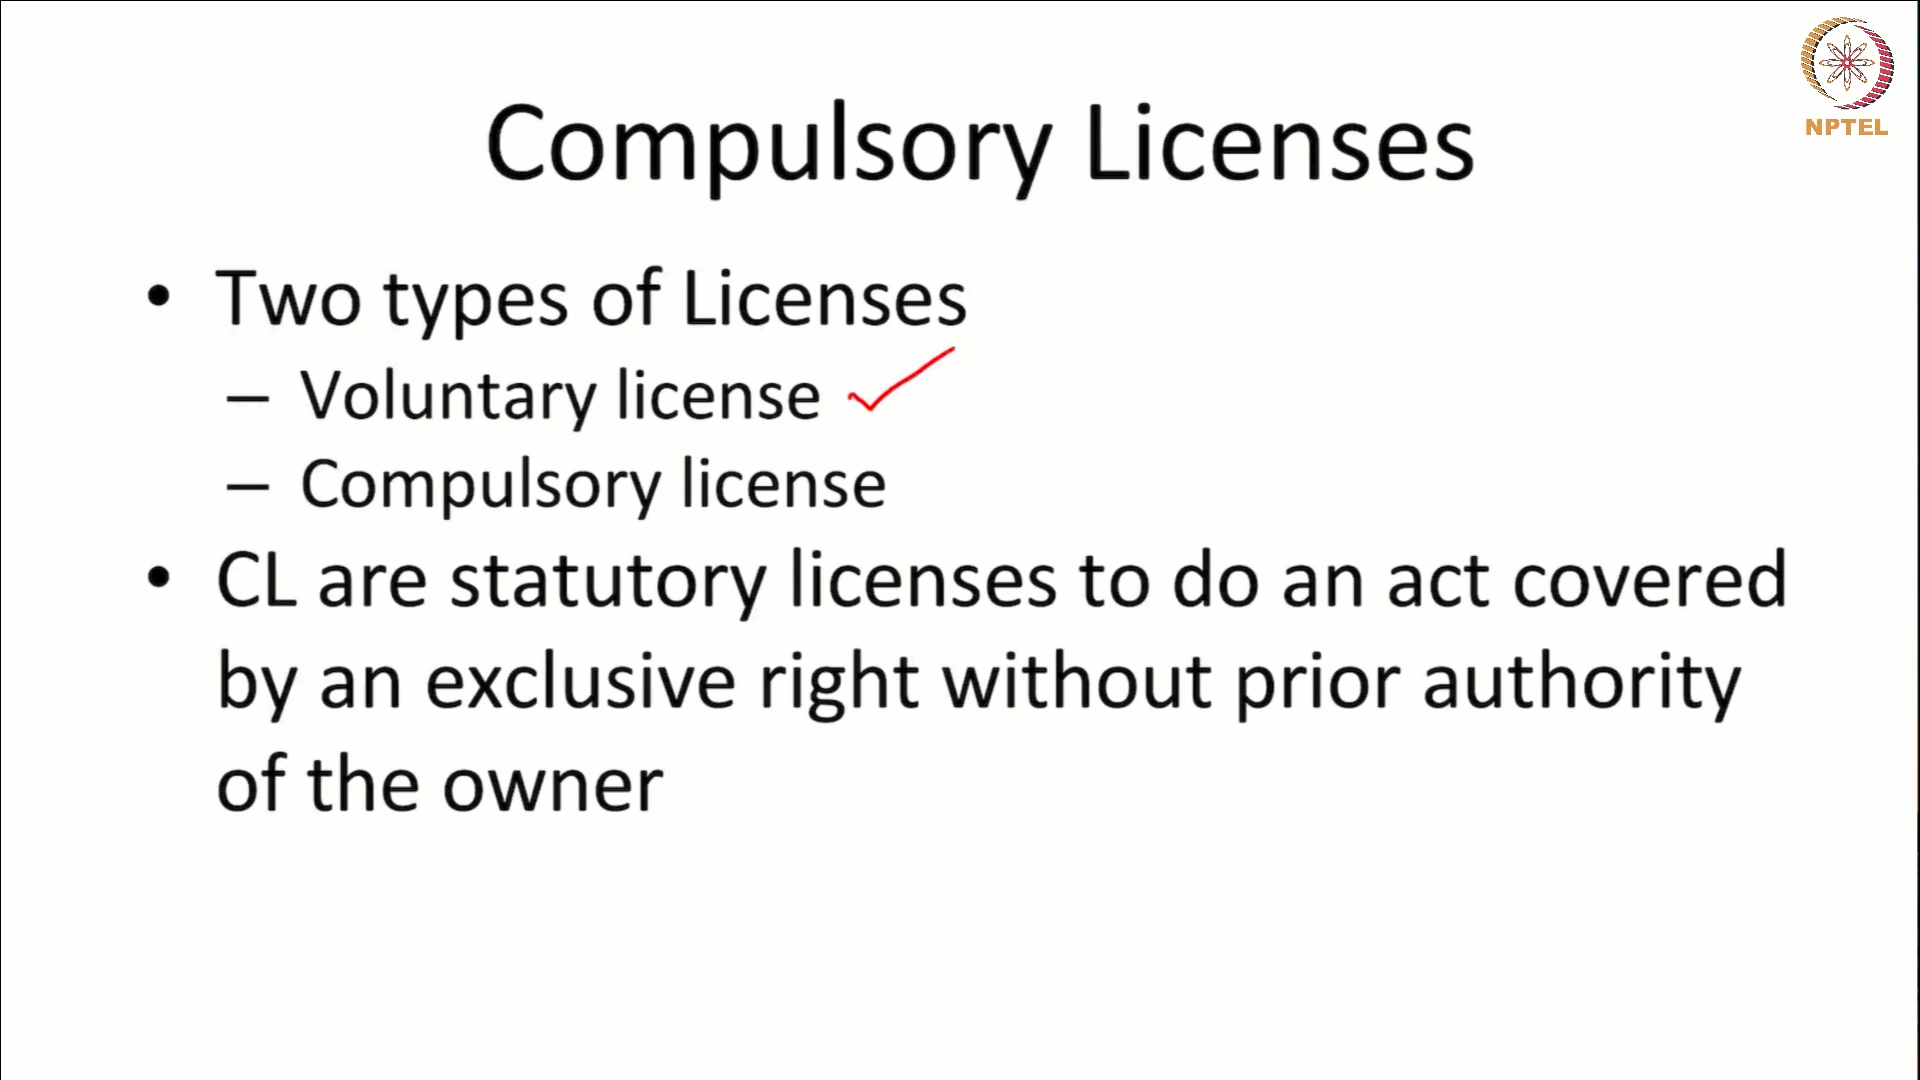 NPTEL
Compulsory Licenses
• Two types of Licenses
– Voluntary license
– Compulsory license
• CL are statutory licenses to do an act covered
by an exclusive right without prior authority
of the owner